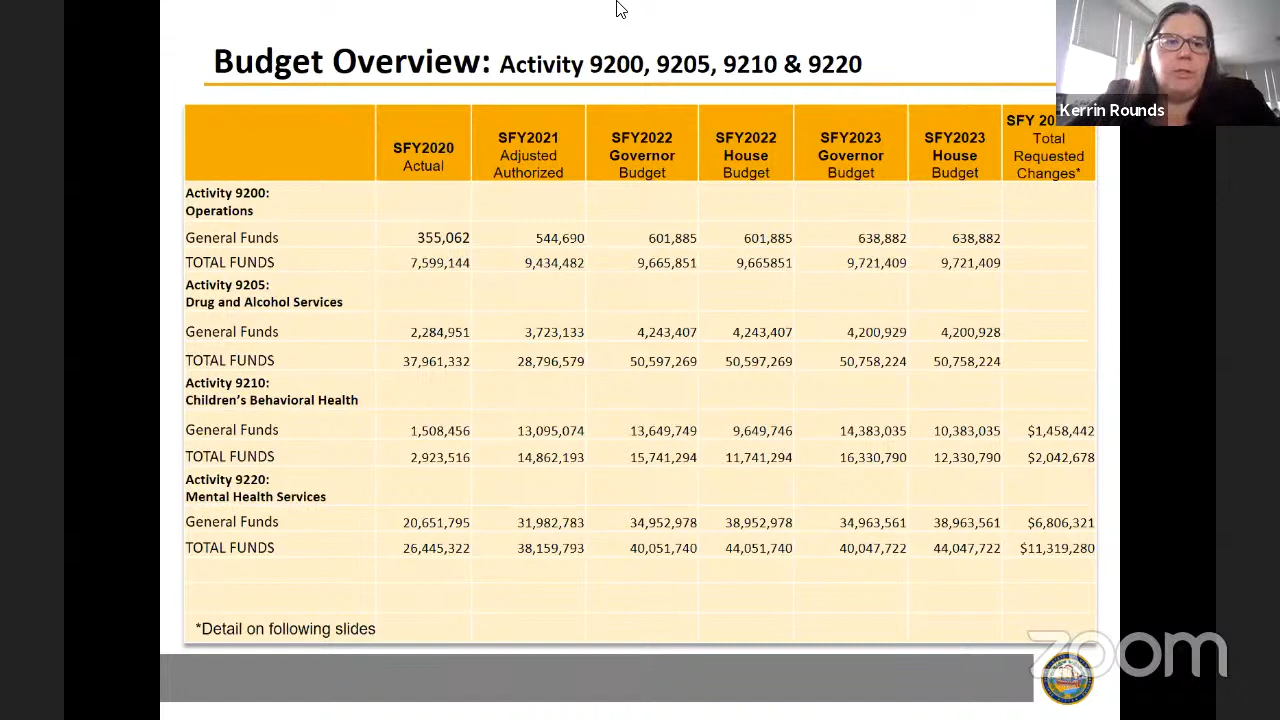 Budget Overview: Activity 9200, 9205, 9210 & 9220
Kerrin Rounds
SFY2020 Actual
SFY2021 Adjusted Authorized
SFY2022 Governor Budget
SFY2022 House Budget
SFY2023 Governor Budget
SFY2023 House Budget
SFY Total Requested Changes*
Activity 9200:
Operations
General Funds 355,062 544,690 601,885 601,885 638,882 638,882
TOTAL FUNDS 7,599,144 9,434,482 9,665,851 9,665851 9,721,409 9,721,409
Activity 9205:
Drug and Alcohol Services
General Funds 2,284,951 3,723,133 4,243,407 4,243,407 4,200,929 4,200,928
TOTAL FUNDS 37,961,332 28,796,579 50,597,269 50,597,269 50,758,224 50,758,224
Activity 9210:
Children's Behavioral Health
General Funds 1,508,456 13,095,074 13,649,749 9,649,746 14,383,035 10,383,035 $1,458,442
TOTAL FUNDS 2,923,516 14,862,193 15,741,294 11,741,294 16,330,790 12,330,790 $2,042,678
Activity 9220:
Mental Health Services
General Funds 20,651,795 31,982,783 34,952,978 38,952,978 34,963,561 38,963,561 $6,806,321
TOTAL FUNDS 26,445,322 38,159,793 40,051,740 44,051,740 40,047,722 44,047,722 $11,319,280
*Detail on following slides
zoom